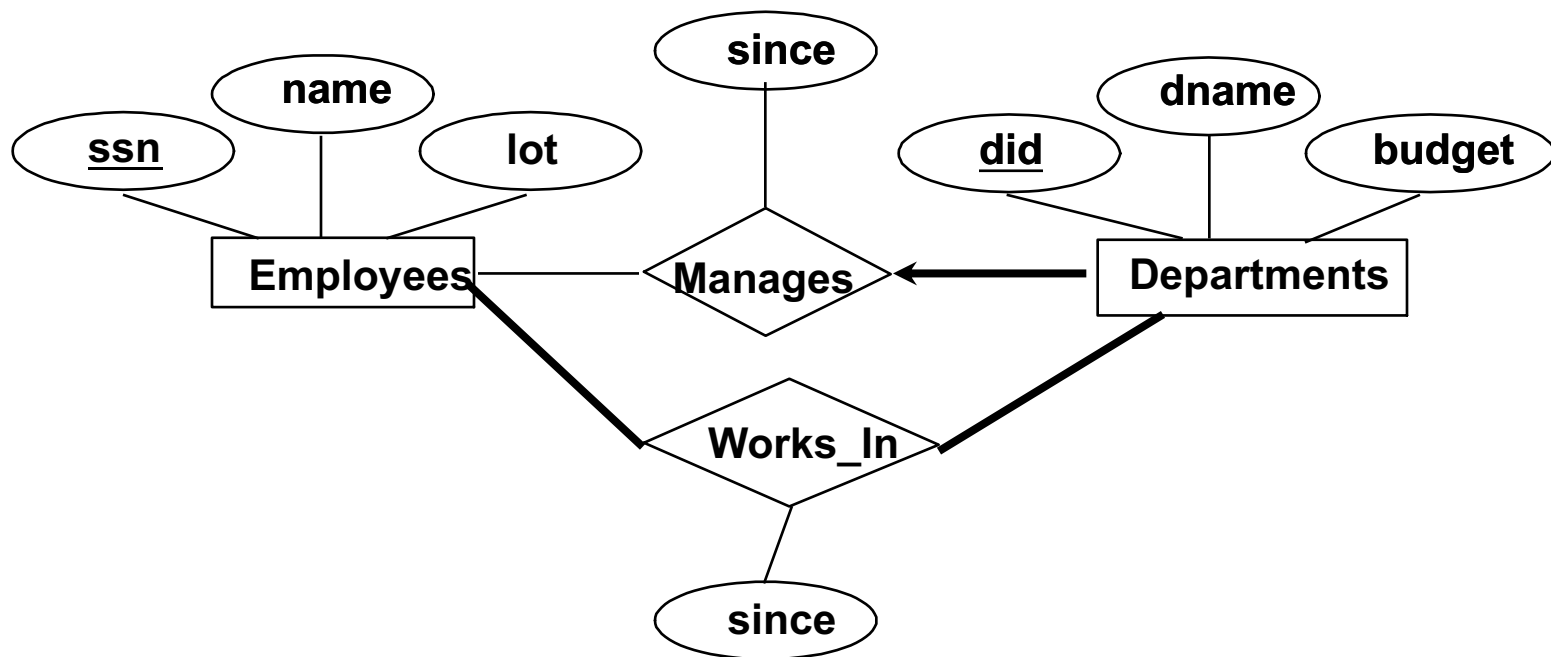 since
name
dname
ssn
lot
did
budget
Employees
Manages
Departments
Works_In
since